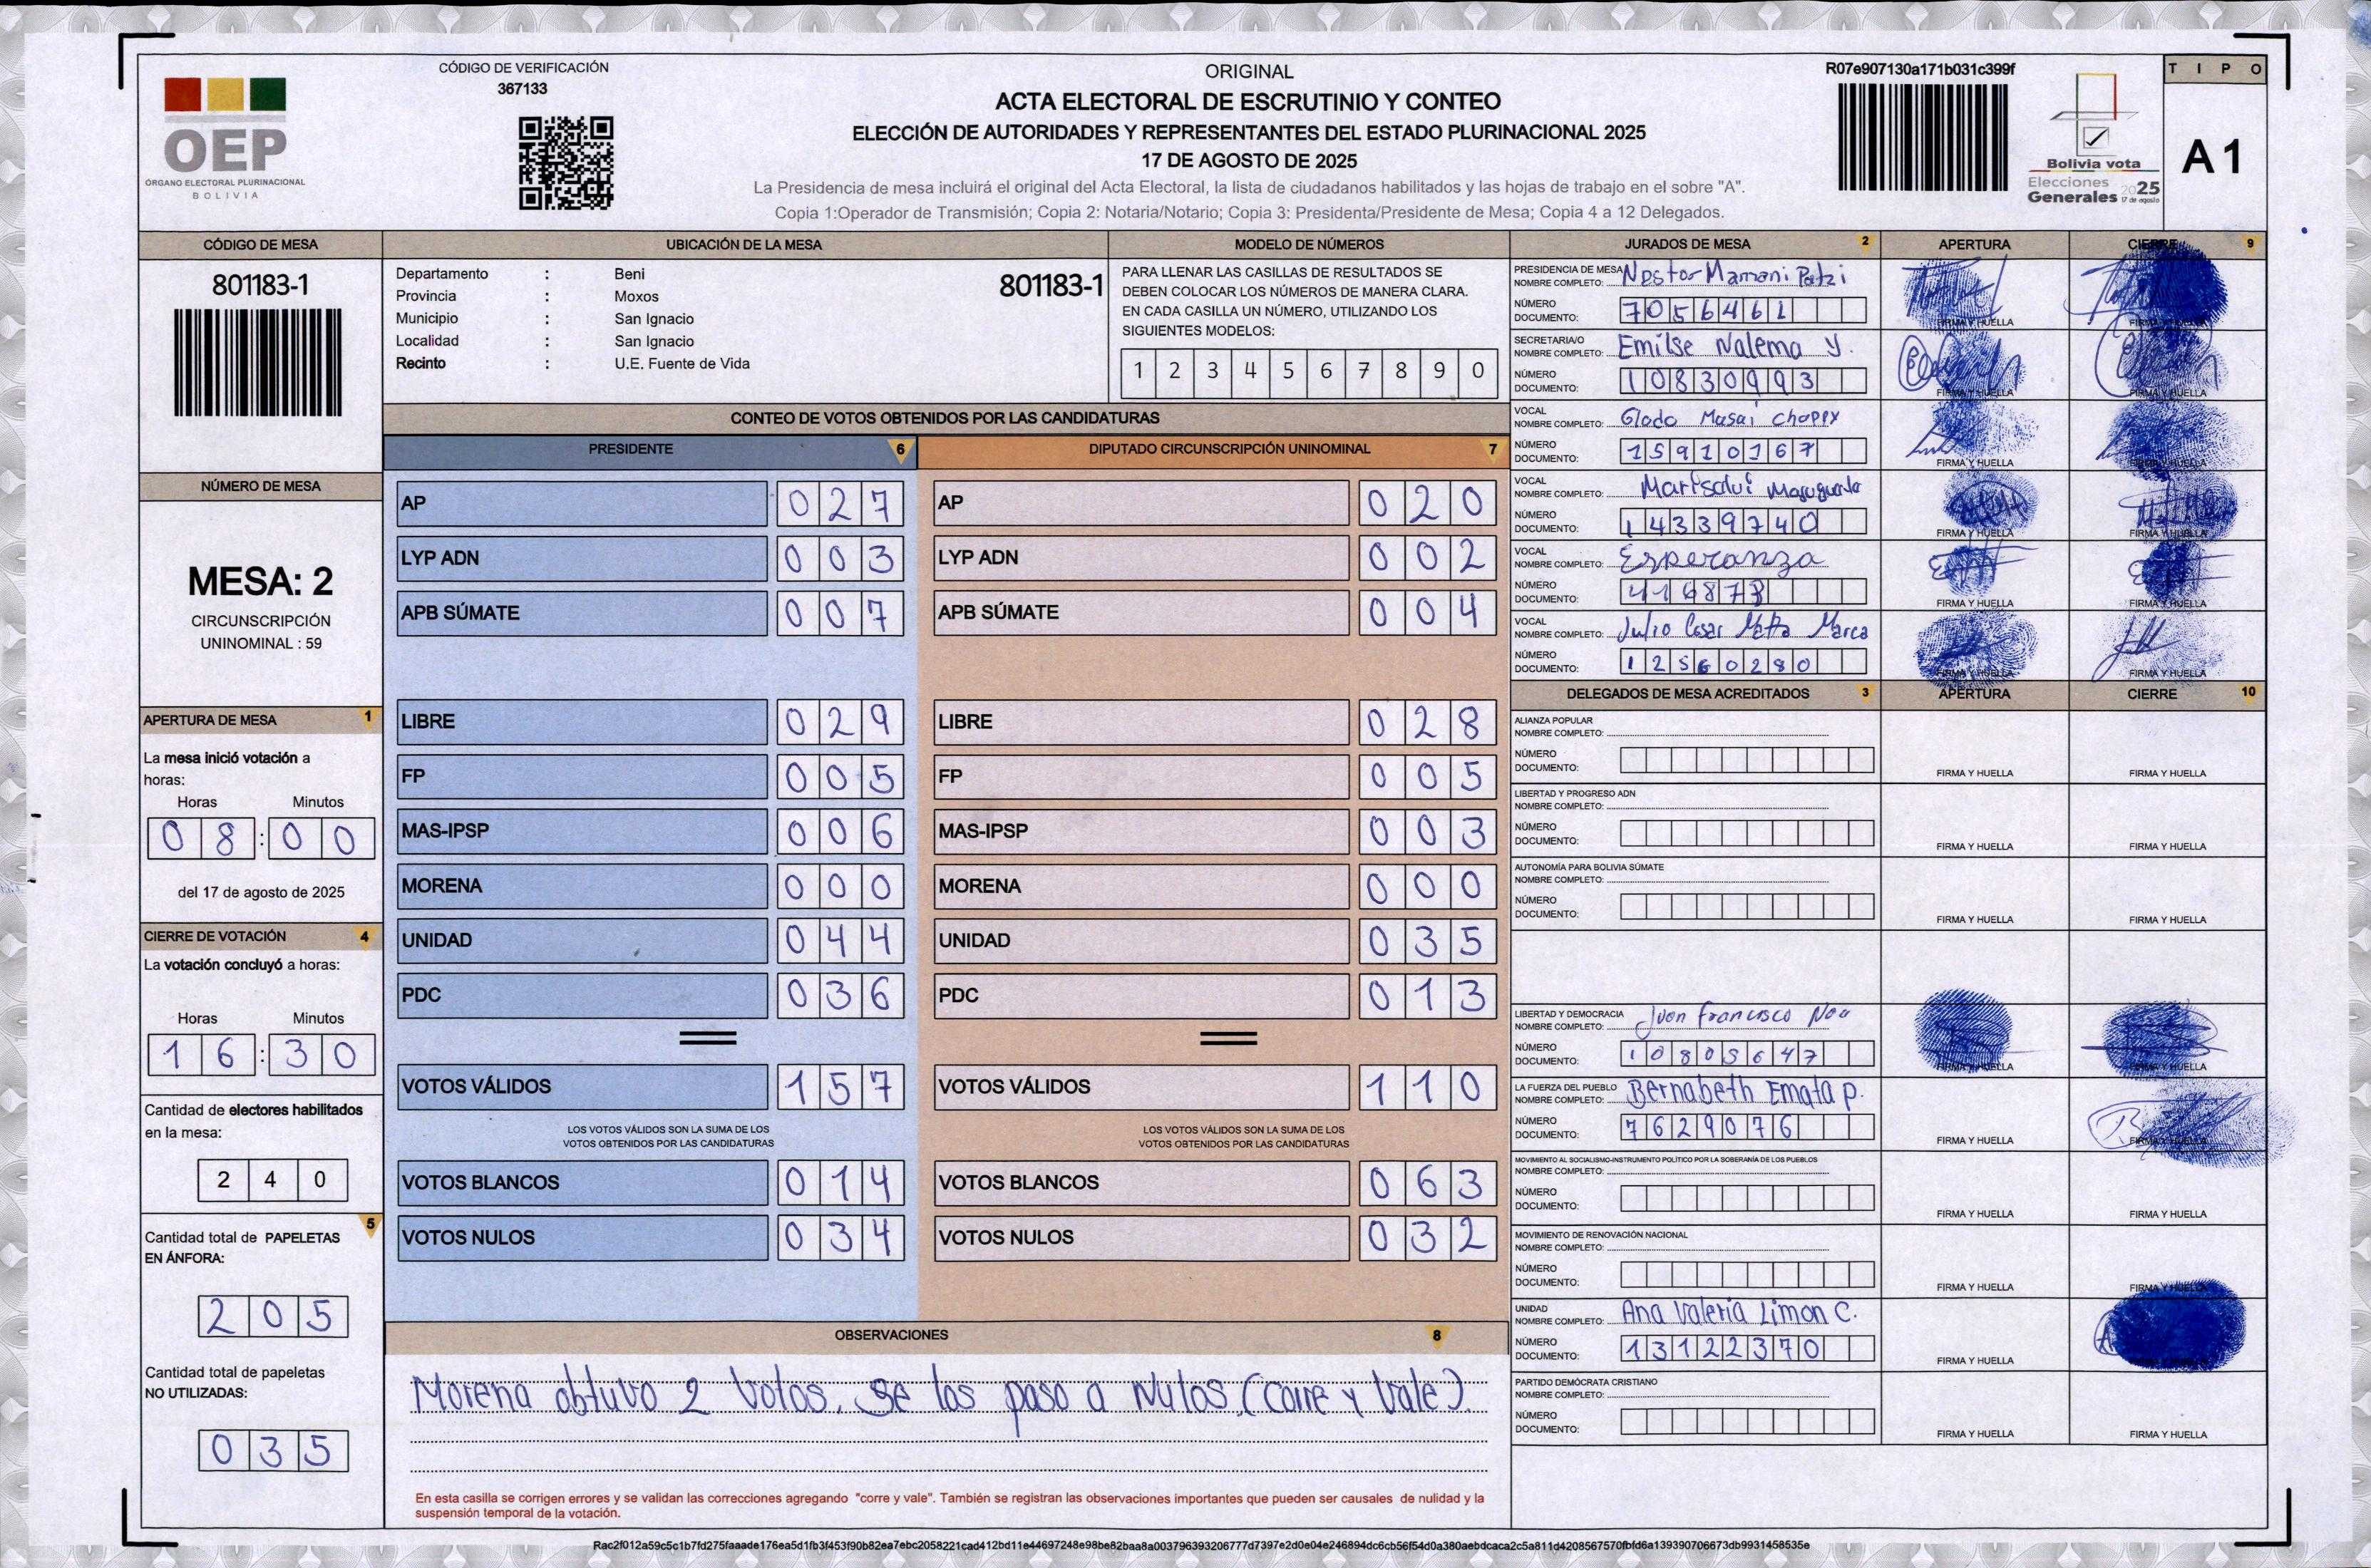 CÓDIGO DE VERIFICACIÓN
367133
OEP
ÓRGANO ELECTORAL PLURINACIONAL
BOLIVIA
ORIGINAL
ACTA ELECTORAL DE ESCRUTINIO Y CONTEO
ELECCIÓN DE AUTORIDADES Y REPRESENTANTES DEL ESTADO PLURINACIONAL 2025
17 DE AGOSTO DE 2025
La Presidencia de mesa incluirá el original del Acta Electoral, la lista de ciudadanos habilitados y las hojas de trabajo en el sobre "A".
Copia 1:Operador de Transmisión; Copia 2: Notaria/Notario; Copia 3: Presidenta/Presidente de Mesa; Copia 4 a 12 Delegados.
R07e907130a171b031c399f
Bolivia vota
Elecciones
Generales 2025
17 de agosto
TIPO
A1
CÓDIGO DE MESA
801183-1
NÚMERO DE MESA
MESA: 2
CIRCUNSCRIPCIÓN
UNINOMINAL : 59
APERTURA DE MESA 1
La mesa inició votación a
horas:
Horas Minutos
08:00
del 17 de agosto de 2025
CIERRE DE VOTACIÓN 4
La votación concluyó a horas:
Horas Minutos
16:30
Cantidad de electores habilitados
en la mesa:
240
5
Cantidad total de PAPELETAS
EN ÁNFORA:
205
Cantidad total de papeletas
NO UTILIZADAS:
035
UBICACIÓN DE LA MESA
Departamento : Beni
801183-1
Provincia : Moxos
Municipio : San Ignacio
Localidad : San Ignacio
Recinto : U.E. Fuente de Vida
MODELO DE NÚMEROS
PARA LLENAR LAS CASILLAS DE RESULTADOS SE
DEBEN COLOCAR LOS NÚMEROS DE MANERA CLARA.
EN CADA CASILLA UN NÚMERO, UTILIZANDO LOS
SIGUIENTES MODELOS:
1 2 3 4 5 6 7 8 9 0
CONTEO DE VOTOS OBTENIDOS POR LAS CANDIDATURAS
PRESIDENTE 6
AP 027
LYP ADN 003
APB SÚMATE 007
LIBRE 029
FP 005
MAS-IPSP 006
MORENA 000
UNIDAD 044
PDC 036
VOTOS VÁLIDOS 157
LOS VOTOS VÁLIDOS SON LA SUMA DE LOS
VOTOS OBTENIDOS POR LAS CANDIDATURAS
VOTOS BLANCOS 014
VOTOS NULOS 034
DIPUTADO CIRCUNSCRIPCIÓN UNINOMINAL 7
AP 020
LYP ADN 002
APB SÚMATE 004
LIBRE 028
FP 005
MAS-IPSP 003
MORENA 000
UNIDAD 035
PDC 013
VOTOS VÁLIDOS 110
LOS VOTOS VÁLIDOS SON LA SUMA DE LOS
VOTOS OBTENIDOS POR LAS CANDIDATURAS
VOTOS BLANCOS 063
VOTOS NULOS 032
OBSERVACIONES 8
Morena obtuvo 2 votos. Se los paso a Nulos (Corre y Vale)
En esta casilla se corrigen errores y se validan las correcciones agregando "corre y vale". También se registran las observaciones importantes que pueden ser causales de nulidad y la
suspensión temporal de la votación.
JURADOS DE MESA 2 APERTURA CIERRE 9
PRESIDENCIA DE MESA
NOMBRE COMPLETO: Nestor Mamani Patzi
NÚMERO
DOCUMENTO: 7056461
FIRMA Y HUELLA FIRMA Y HUELLA
SECRETARIA/O
NOMBRE COMPLETO: Emilse Nalema Y.
NÚMERO
DOCUMENTO: 10830993
FIRMA Y HUELLA FIRMA Y HUELLA
VOCAL
NOMBRE COMPLETO: Masai
NÚMERO
DOCUMENTO: 15910167
FIRMA Y HUELLA FIRMA Y HUELLA
VOCAL
NOMBRE COMPLETO:
NÚMERO
DOCUMENTO: 14339740
FIRMA Y HUELLA FIRMA Y HUELLA
VOCAL
NOMBRE COMPLETO: Esperanza
NÚMERO
DOCUMENTO:
FIRMA Y HUELLA FIRMA Y HUELLA
VOCAL
NOMBRE COMPLETO: Julio Cesar Marca
NÚMERO
DOCUMENTO: 12560280
FIRMA Y HUELLA FIRMA Y HUELLA
DELEGADOS DE MESA ACREDITADOS 3 APERTURA CIERRE 10
ALIANZA POPULAR
NOMBRE COMPLETO:
NÚMERO
DOCUMENTO:
FIRMA Y HUELLA FIRMA Y HUELLA
LIBERTAD Y PROGRESO ADN
NOMBRE COMPLETO:
NÚMERO
DOCUMENTO:
FIRMA Y HUELLA FIRMA Y HUELLA
AUTONOMÍA PARA BOLIVIA SÚMATE
NOMBRE COMPLETO:
NÚMERO
DOCUMENTO:
FIRMA Y HUELLA FIRMA Y HUELLA
LIBERTAD Y DEMOCRACIA
NOMBRE COMPLETO: Juan Francisco Noa
NÚMERO
DOCUMENTO: 10805647
FIRMA Y HUELLA FIRMA Y HUELLA
LA FUERZA DEL PUEBLO
NOMBRE COMPLETO: Bernabeth Emata P.
NÚMERO
DOCUMENTO: 7629076
FIRMA Y HUELLA FIRMA Y HUELLA
MOVIMIENTO AL SOCIALISMO-INSTRUMENTO POLÍTICO POR LA SOBERANÍA DE LOS PUEBLOS
NOMBRE COMPLETO:
NÚMERO
DOCUMENTO:
FIRMA Y HUELLA FIRMA Y HUELLA
MOVIMIENTO DE RENOVACIÓN NACIONAL
NOMBRE COMPLETO:
NÚMERO
DOCUMENTO:
FIRMA Y HUELLA FIRMA Y HUELLA
UNIDAD
NOMBRE COMPLETO: Ana Valeria Limon C.
NÚMERO
DOCUMENTO: 13122370
FIRMA Y HUELLA
PARTIDO DEMÓCRATA CRISTIANO
NOMBRE COMPLETO:
NÚMERO
DOCUMENTO:
FIRMA Y HUELLA FIRMA Y HUELLA